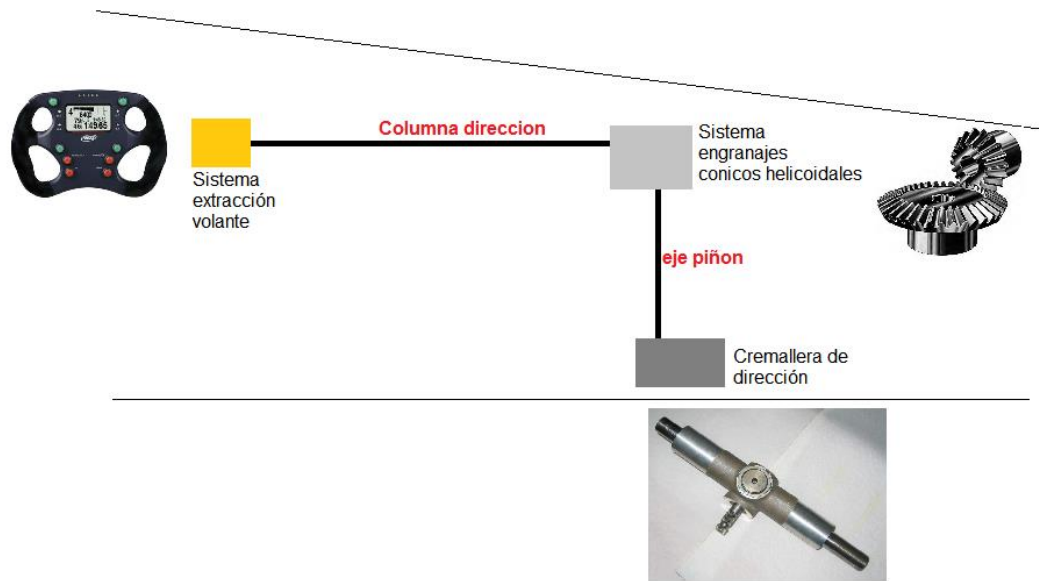 Columna direccion
Sistema
extracción
volante
Sistema
engranajes
conicos helicoidales
eje piñon
Cremallera de
dirección